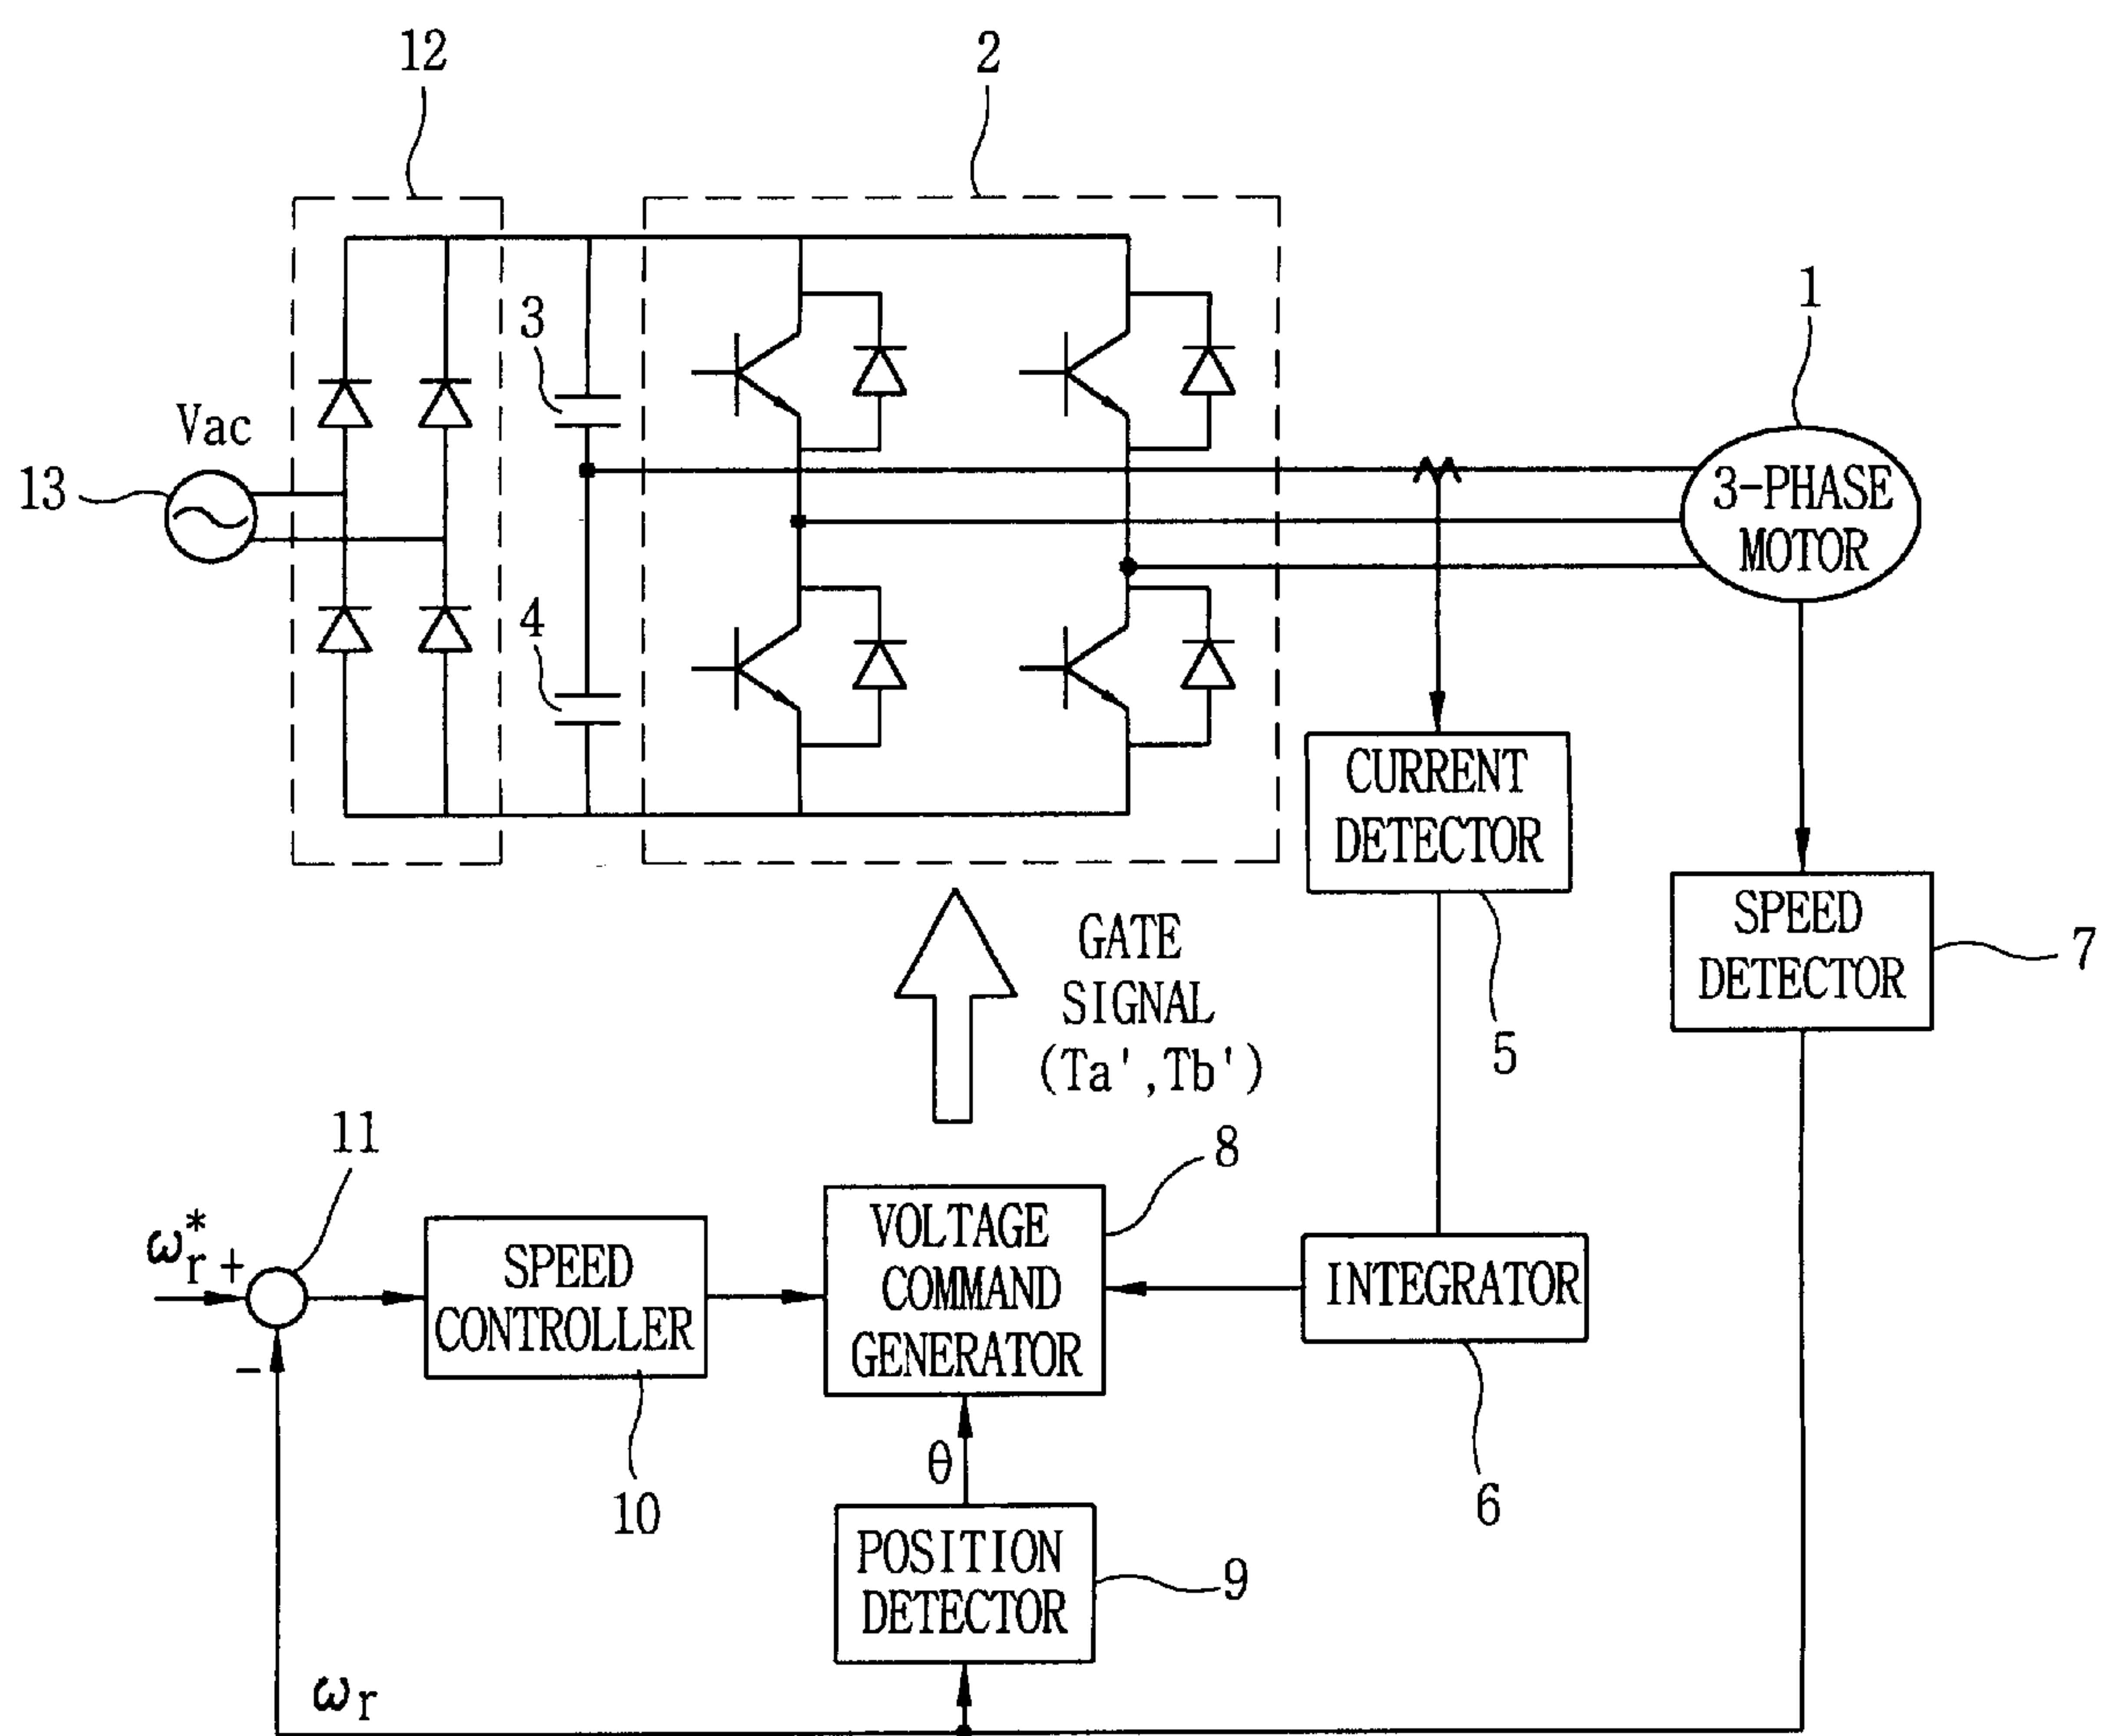 12
2
1
3
Vac
13
3-PHASE
MOTOR
4
CURRENT
DETECTOR
SPEED
DETECTOR
7
GATE
SIGNAL
(Ta',Tb')
5
11
8
ωr*
+
SPEED
CONTROLLER
VOLTAGE
COMMAND
GENERATOR
INTEGRATOR
-
10
θ
6
POSITION
DETECTOR
9
ωr